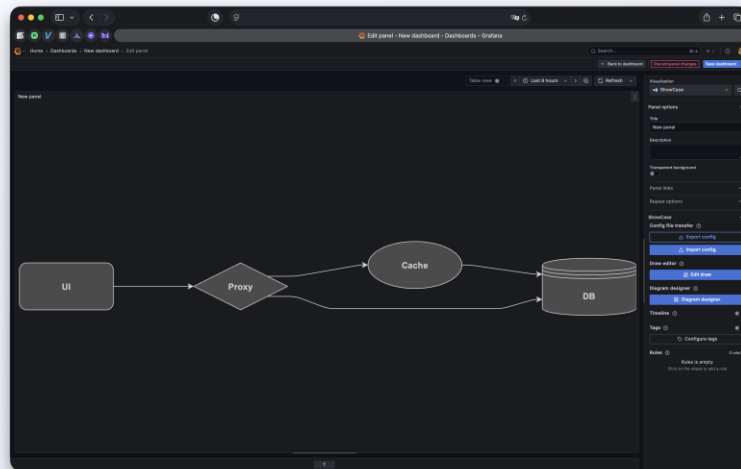 Edit panel - New dashboard - Dashboards - Grafana
Home › Dashboards › New dashboard › Edit panel
Search...
Back to dashboard
Discard panel changes
Save dashboard
Table view
Last 6 hours
Refresh
New panel
UI
Proxy
Cache
DB
Visualization
ShowCase
Panel options
Title
New panel
Description
Transparent background
Panel links
Repeat options
ShowCase
Config file transfer
Export config
Import config
Draw editor
Edit draw
Diagram designer
Diagram designer
Timeline
Tags
Configure tags
Rules
Rules is empty
Click on the shape to add a rule